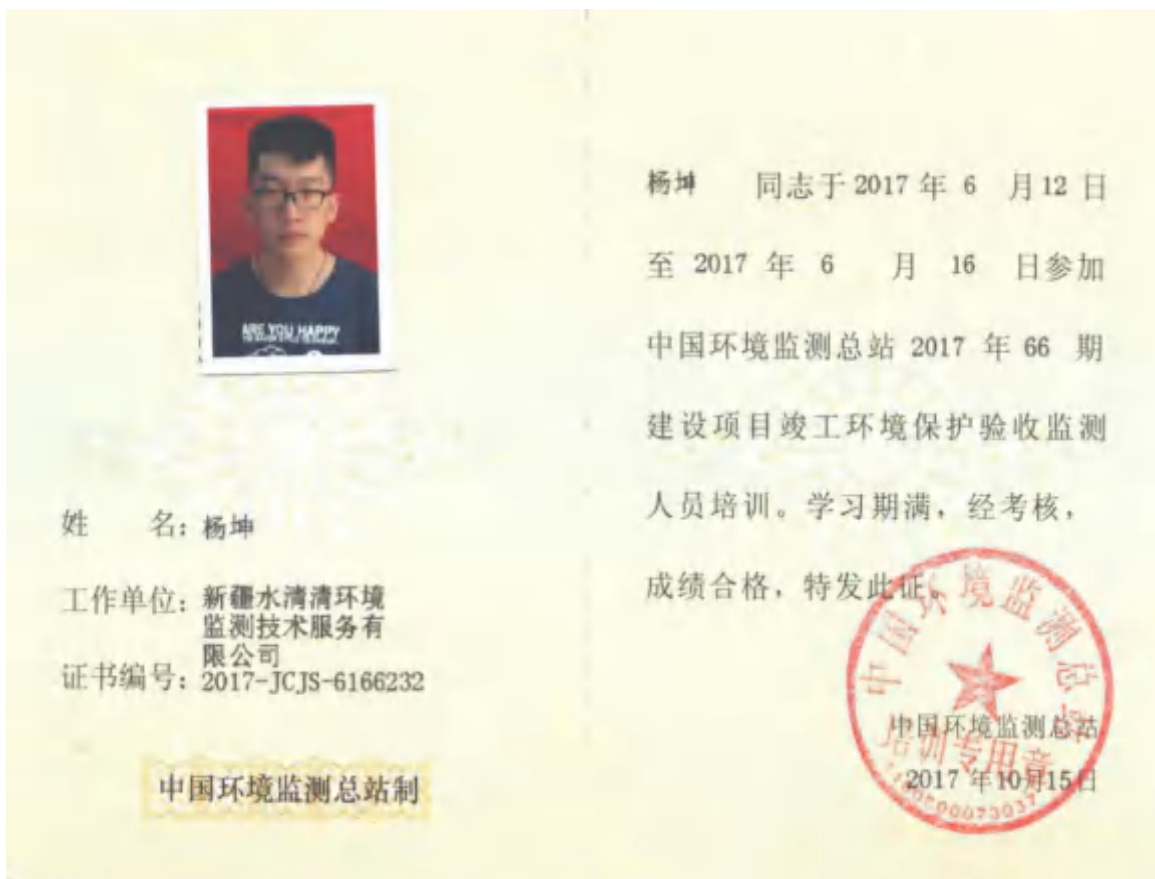 ARE YOU HAPPY
姓 名：杨坤
工作单位：新疆水清清环境
监测技术服务有
限公司
证书编号：2017-JCJS-6166232
中国环境监测总站制
杨坤 同志于2017年 6 月12日
至 2017 年 6 月 16 日参加
中国环境监测总站 2017 年 66 期
建设项目竣工环境保护验收监测
人员培训。学习期满，经考核，
成绩合格，特发此证。
中国环境监测总站
培训专用章
中国环境监测总站
2017 年10月15日